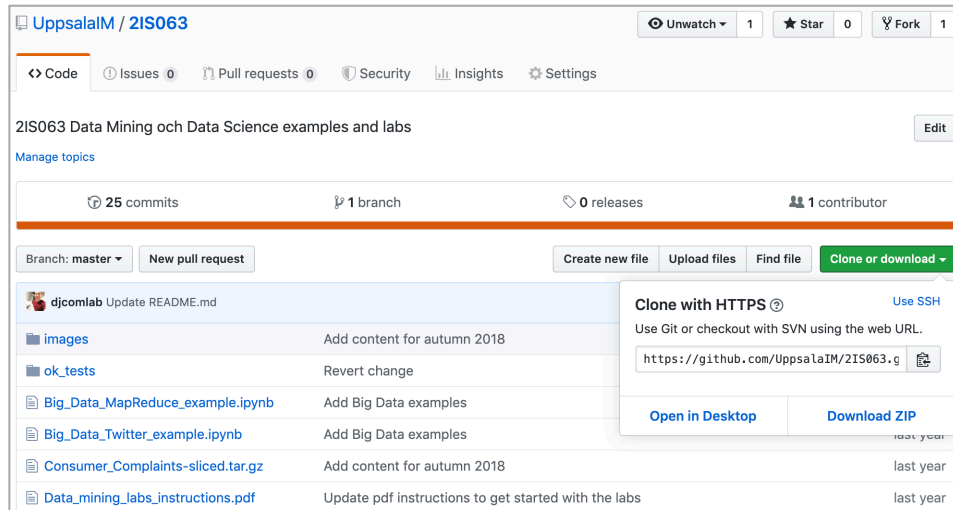 UppsalaIM / 2IS063
Unwatch 1 Star 0 Fork 1
Code Issues 0 Pull requests 0 Security Insights Settings
2IS063 Data Mining och Data Science examples and labs
Edit
Manage topics
25 commits 1 branch 0 releases 1 contributor
Branch: master New pull request Create new file Upload files Find file Clone or download
djcomlab Update README.md
Clone with HTTPS Use SSH
Use Git or checkout with SVN using the web URL.
https://github.com/UppsalaIM/2IS063.g
Open in Desktop Download ZIP
images Add content for autumn 2018
ok_tests Revert change
Big_Data_MapReduce_example.ipynb Add Big Data examples
Big_Data_Twitter_example.ipynb Add Big Data examples last year
Consumer_Complaints-sliced.tar.gz Add content for autumn 2018 last year
Data_mining_labs_instructions.pdf Update pdf instructions to get started with the labs last year